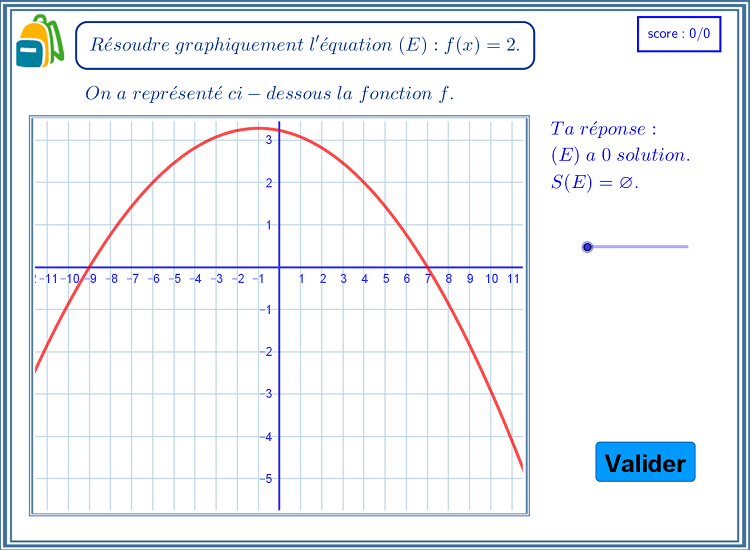 Résoudre graphiquement l'équation (E) : f(x) = 2.
score : 0/0
On a représenté ci − dessous la fonction f.
Ta réponse :
(E) a 0 solution.
S(E) = ∅.
3
2
1
−11 −10 −9 −8 −7 −6 −5 −4 −3 −2 −1 1 2 3 4 5 6 7 8 9 10 11
−1
−2
−3
−4
−5
Valider